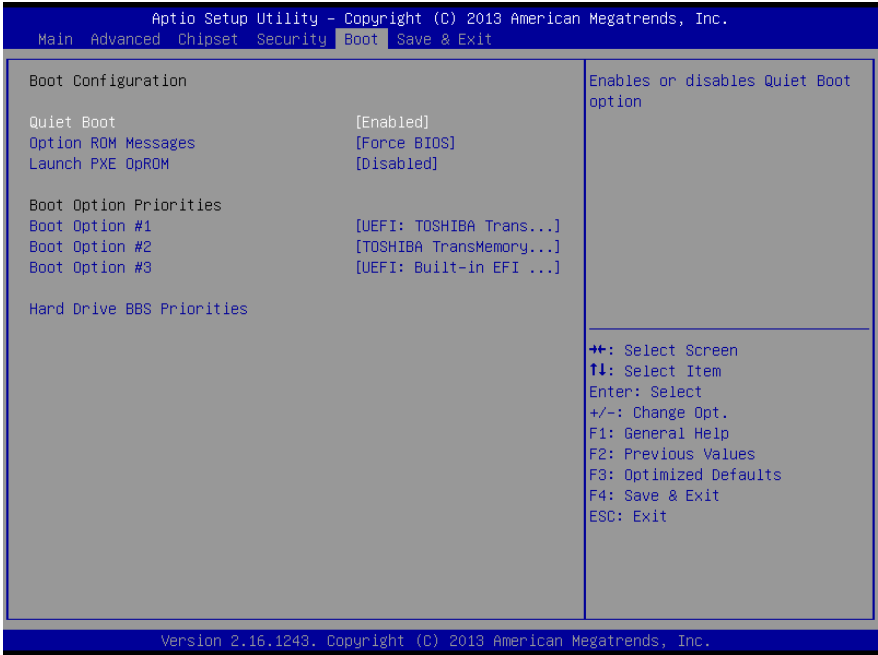 Aptio Setup Utility – Copyright (C) 2013 American Megatrends, Inc.
Main Advanced Chipset Security Boot Save & Exit
Boot Configuration
Quiet Boot [Enabled]
Option ROM Messages [Force BIOS]
Launch PXE OpROM [Disabled]
Boot Option Priorities
Boot Option #1 [UEFI: TOSHIBA Trans...]
Boot Option #2 [TOSHIBA TransMemory...]
Boot Option #3 [UEFI: Built-in EFI ...]
Hard Drive BBS Priorities
Enables or disables Quiet Boot
option
→←: Select Screen
↑↓: Select Item
Enter: Select
+/-: Change Opt.
F1: General Help
F2: Previous Values
F3: Optimized Defaults
F4: Save & Exit
ESC: Exit
Version 2.16.1243. Copyright (C) 2013 American Megatrends, Inc.